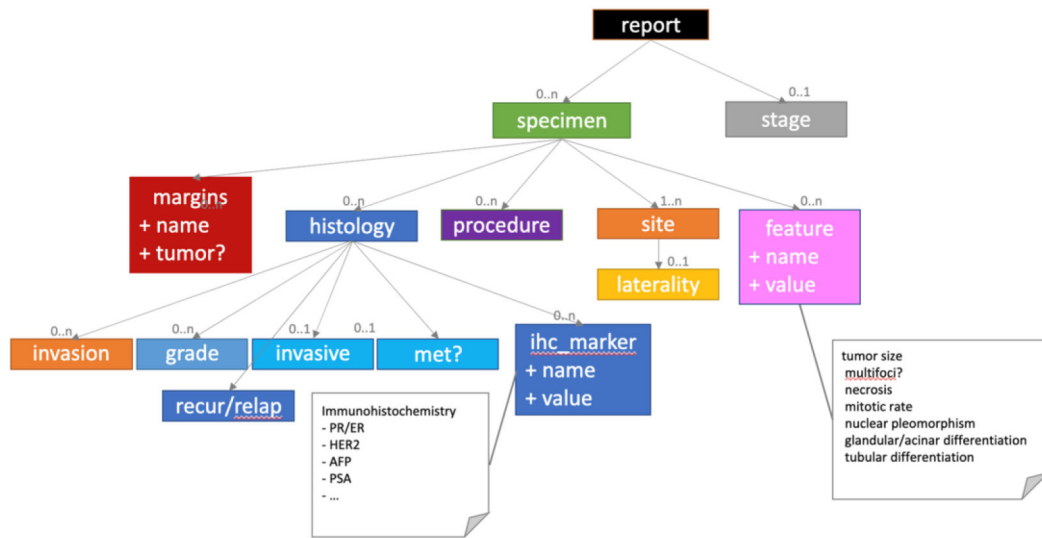 report
0..n
0..1
specimen
stage
0..n
0..n
0..n
1..n
0..n
margins
+ name
+ tumor?
histology
procedure
site
feature
+ name
+ value
0..1
laterality
0..n
0..n
0..1
0..1
0..n
invasion
grade
invasive
met?
ihc_marker
+ name
+ value
recur/relap
Immunohistochemistry
- PR/ER
- HER2
- AFP
- PSA
- ...
tumor size
multifoci?
necrosis
mitotic rate
nuclear pleomorphism
glandular/acinar differentiation
tubular differentiation